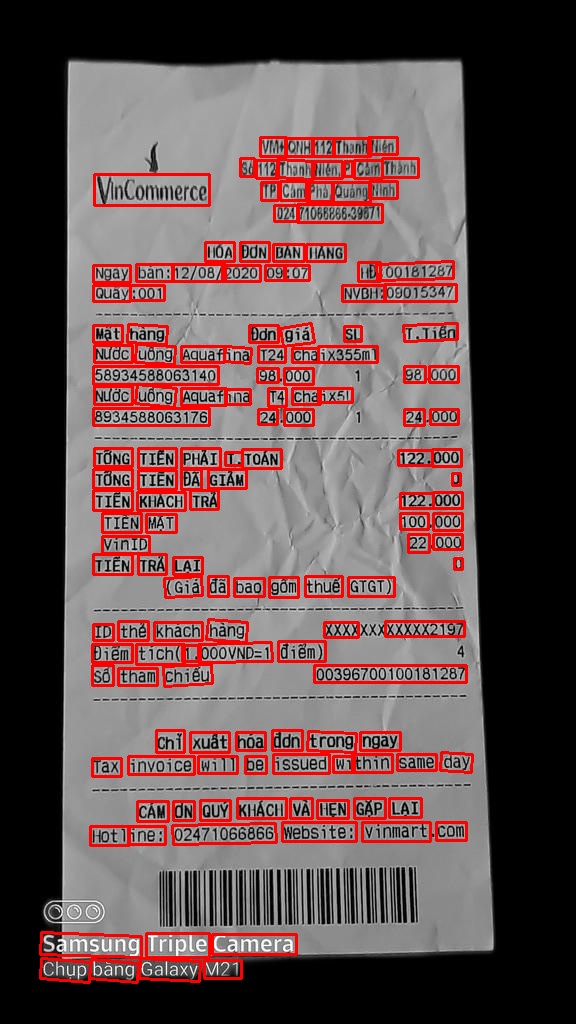 VinCommerce
VM+ QNH 112 Thanh Niên
Số 112 Thanh Niên, P. Cẩm Thành
TP. Cẩm Phả, Quảng Ninh
024 71066866-39671
HÓA ĐƠN BÁN HÀNG
Ngày bán:12/08/2020 09:07 HĐ:00181287
Quầy:001 NVBH:09015347
Mặt hàng Đơn giá SL T.Tiền
Nước uống Aquafina T24 chaix355ml
58934588063140 98.000 1 98.000
Nước uống Aquafina T4 chaix5l
8934588063176 24.000 1 24.000
TỔNG TIỀN PHẢI T.TOÁN 122.000
TỔNG TIỀN ĐÃ GIẢM 0
TIỀN KHÁCH TRẢ 122.000
TIỀN MẶT 100.000
VinID 22.000
TIỀN TRẢ LẠI 0
(Giá đã bao gồm thuế GTGT)
ID thẻ khách hàng XXXXXXXXXXXX2197
Điểm tích(1.000VND=1 điểm) 4
Số tham chiếu 00396700100181287
Chỉ xuất hóa đơn trong ngày
Tax invoice will be issued within same day
CẢM ƠN QUÝ KHÁCH VÀ HẸN GẶP LẠI
Hotline: 02471066866 Website: vinmart.com
Samsung Triple Camera
Chụp bằng Galaxy M21